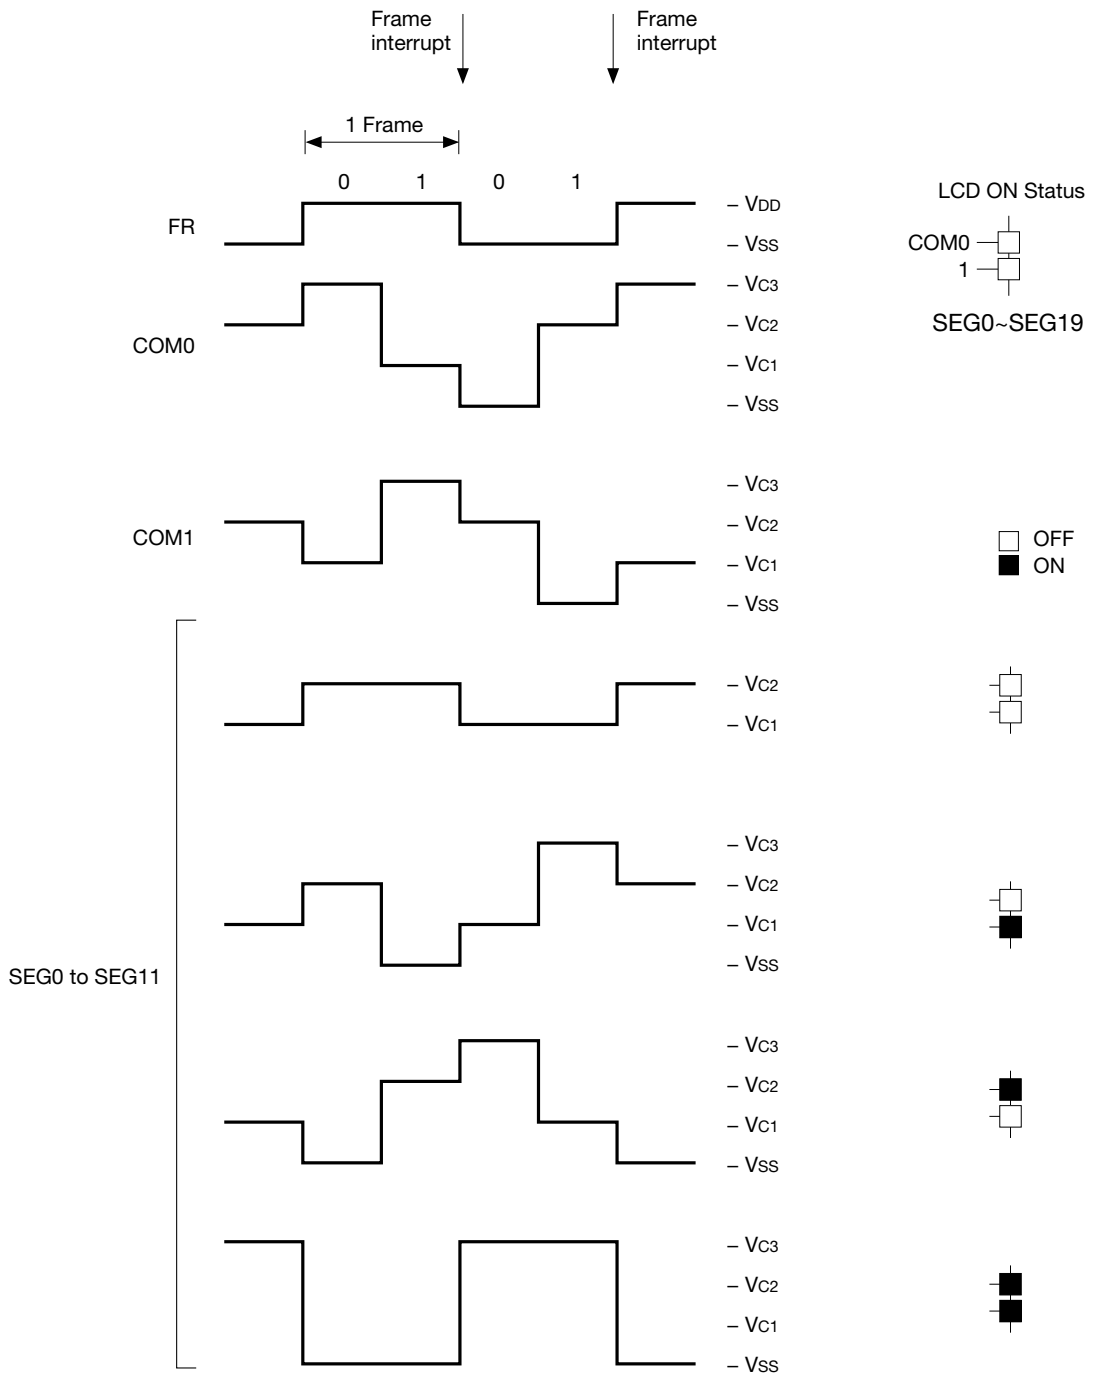 Frame
interrupt
Frame
interrupt
1 Frame
0 1 0 1
LCD ON Status
FR
– VDD
– VSS
COM0
1
SEG0~SEG19
COM0
– VC3
– VC2
– VC1
– VSS
COM1
– VC3
– VC2
– VC1
– VSS
OFF
ON
SEG0 to SEG11
– VC2
– VC1
– VC3
– VC2
– VC1
– VSS
– VC3
– VC2
– VC1
– VSS
– VC3
– VC2
– VC1
– VSS